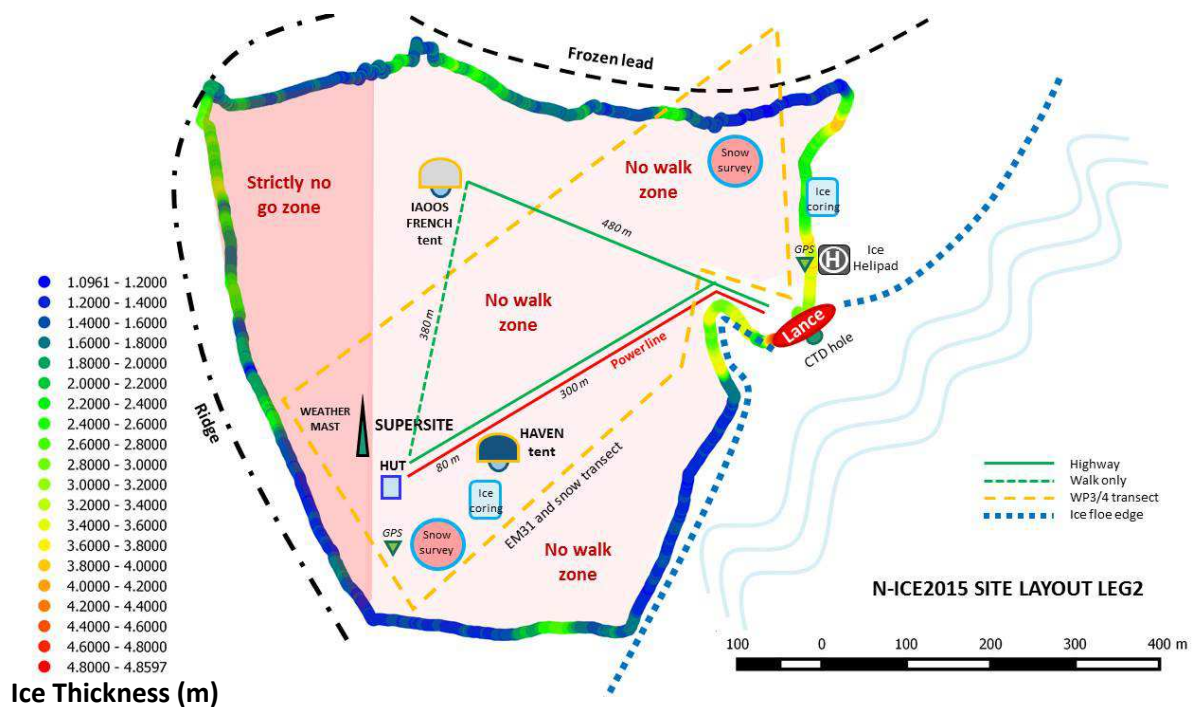 Frozen lead
Strictly no
go zone
IAOOS
FRENCH
tent
No walk
zone
Snow
survey
Ice
coring
480 m
GPS
H
Ice
Helipad
380 m
No walk
zone
Lance
CTD hole
Power line
300 m
Ridge
WEATHER
MAST
SUPERSITE
HUT
80 m
HAVEN
tent
Ice
coring
GPS
Snow
survey
EM31 and snow transect
No walk
zone
1.0961 - 1.2000
1.2000 - 1.4000
1.4000 - 1.6000
1.6000 - 1.8000
1.8000 - 2.0000
2.0000 - 2.2000
2.2000 - 2.4000
2.4000 - 2.6000
2.6000 - 2.8000
2.8000 - 3.0000
3.0000 - 3.2000
3.2000 - 3.4000
3.4000 - 3.6000
3.6000 - 3.8000
3.8000 - 4.0000
4.0000 - 4.2000
4.2000 - 4.4000
4.4000 - 4.6000
4.6000 - 4.8000
4.8000 - 4.8597
Ice Thickness (m)
Highway
Walk only
WP3/4 transect
Ice floe edge
N-ICE2015 SITE LAYOUT LEG2
100 0 100 200 300 400 m